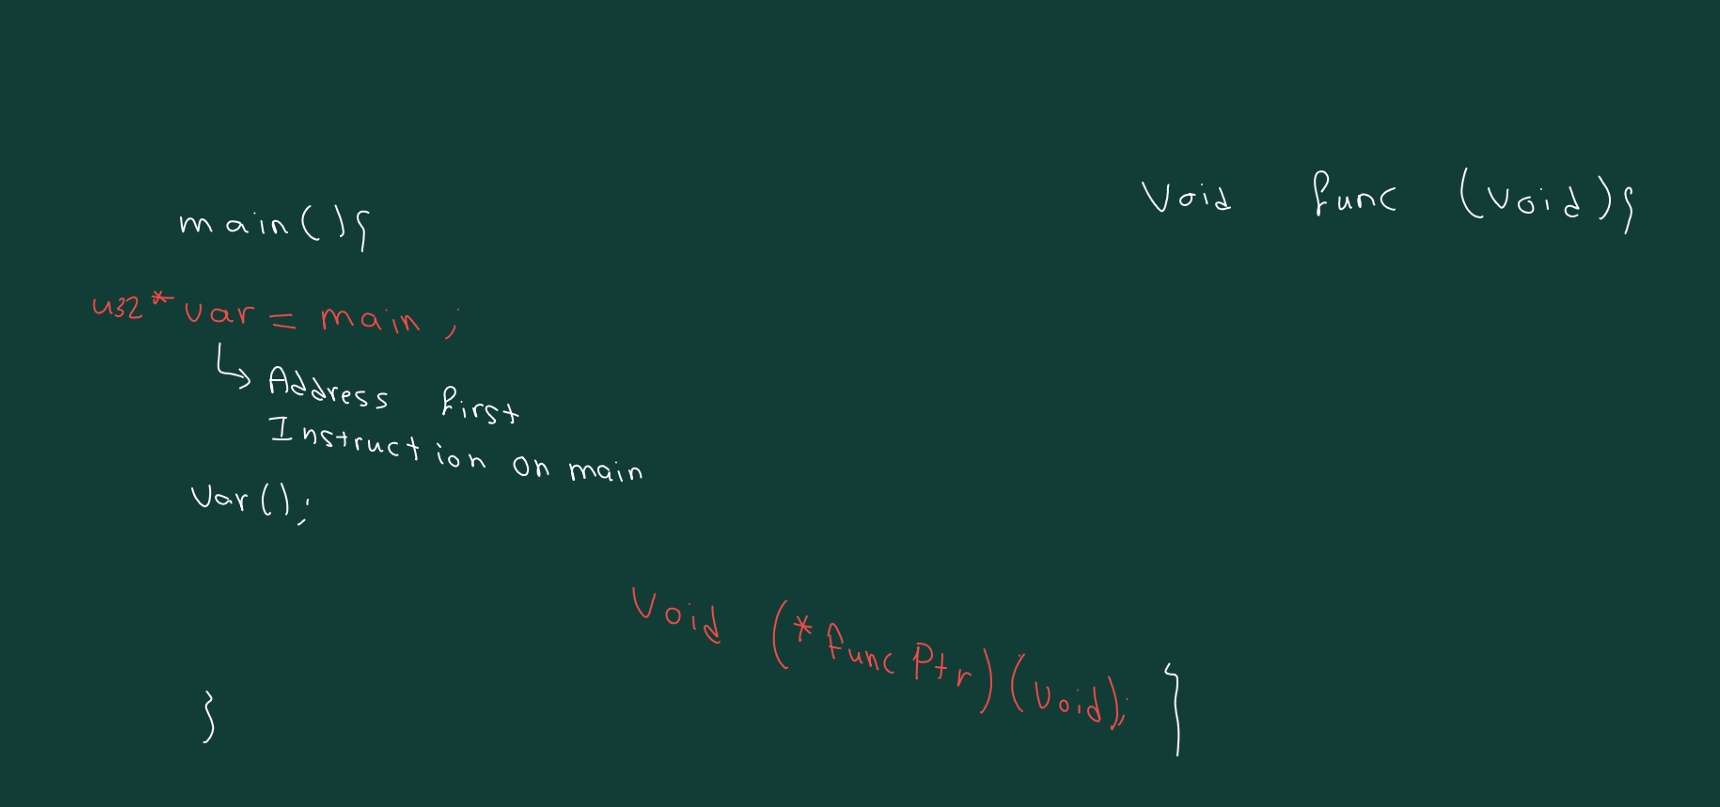 main(){
u32* var = main ;
↳ Address first
Instruction on main
Var();
}
Void func (void){
Void (*func Ptr)(void);
}